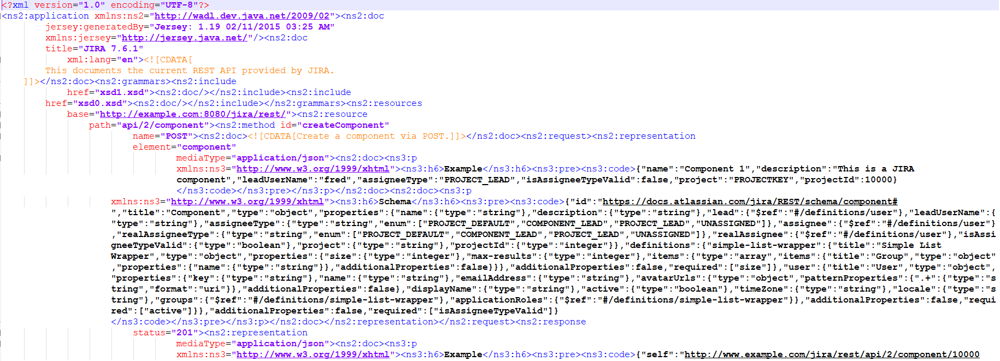 <?xml version="1.0" encoding="UTF-8"?>
<ns2:application xmlns:ns2="http://wadl.dev.java.net/2009/02"><ns2:doc
jersey:generatedBy="Jersey: 1.19 02/11/2015 03:25 AM"
xmlns:jersey="http://jersey.java.net/"/><ns2:doc
title="JIRA 7.6.1"
xml:lang="en"><![CDATA[
This documents the current REST API provided by JIRA.
]]></ns2:doc><ns2:grammars><ns2:include
href="xsd1.xsd"><ns2:doc/></ns2:include><ns2:include
href="xsd0.xsd"><ns2:doc/></ns2:include></ns2:grammars><ns2:resources
base="http://example.com:8080/jira/rest/"><ns2:resource
path="api/2/component"><ns2:method id="createComponent"
name="POST"><ns2:doc><![CDATA[Create a component via POST.]]></ns2:doc><ns2:request><ns2:representation
element="component"
mediaType="application/json"><ns2:doc><ns3:p
xmlns:ns3="http://www.w3.org/1999/xhtml"><ns3:h6>Example</ns3:h6><ns3:pre><ns3:code>{"name":"Component 1","description":"This is a JIRA
component","leadUserName":"fred","assigneeType":"PROJECT_LEAD","isAssigneeTypeValid":false,"project":"PROJECTKEY","projectId":10000}
</ns3:code></ns3:pre></ns3:p></ns2:doc><ns2:doc><ns3:p
xmlns:ns3="http://www.w3.org/1999/xhtml"><ns3:h6>Schema</ns3:h6><ns3:pre><ns3:code>{"id":"https://docs.atlassian.com/jira/REST/schema/component#
","title":"Component","type":"object","properties":{"name":{"type":"string"},"description":{"type":"string"},"lead":{"$ref":"#/definitions/user"},"leadUserName":{
"type":"string"},"assigneeType":{"type":"string","enum":["PROJECT_DEFAULT","COMPONENT_LEAD","PROJECT_LEAD","UNASSIGNED"]},"assignee":{"$ref":"#/definitions/user"}
,"realAssigneeType":{"type":"string","enum":["PROJECT_DEFAULT","COMPONENT_LEAD","PROJECT_LEAD","UNASSIGNED"]},"realAssignee":{"$ref":"#/definitions/user"},"isAssi
gneeTypeValid":{"type":"boolean"},"project":{"type":"string"},"projectId":{"type":"integer"}},"definitions":{"simple-list-wrapper":{"title":"Simple List
Wrapper","type":"object","properties":{"size":{"type":"integer"},"max-results":{"type":"integer"},"items":{"type":"array","items":{"title":"Group","type":"object"
,"properties":{"name":{"type":"string"}},"additionalProperties":false}}},"additionalProperties":false,"required":["size"]},"user":{"title":"User","type":"object",
"properties":{"key":{"type":"string"},"name":{"type":"string"},"emailAddress":{"type":"string"},"avatarUrls":{"type":"object","patternProperties":{".+":{"type":"s
tring","format":"uri"}},"additionalProperties":false},"displayName":{"type":"string"},"active":{"type":"boolean"},"timeZone":{"type":"string"},"locale":{"type":"s
tring"},"groups":{"$ref":"#/definitions/simple-list-wrapper"},"applicationRoles":{"$ref":"#/definitions/simple-list-wrapper"}},"additionalProperties":false,"requi
red":["active"]}},"additionalProperties":false,"required":["isAssigneeTypeValid"]}
</ns3:code></ns3:pre></ns3:p></ns2:doc></ns2:representation></ns2:request><ns2:response
status="201"><ns2:representation
mediaType="application/json"><ns2:doc><ns3:p
xmlns:ns3="http://www.w3.org/1999/xhtml"><ns3:h6>Example</ns3:h6><ns3:pre><ns3:code>{"self":"http://www.example.com/jira/rest/api/2/component/10000